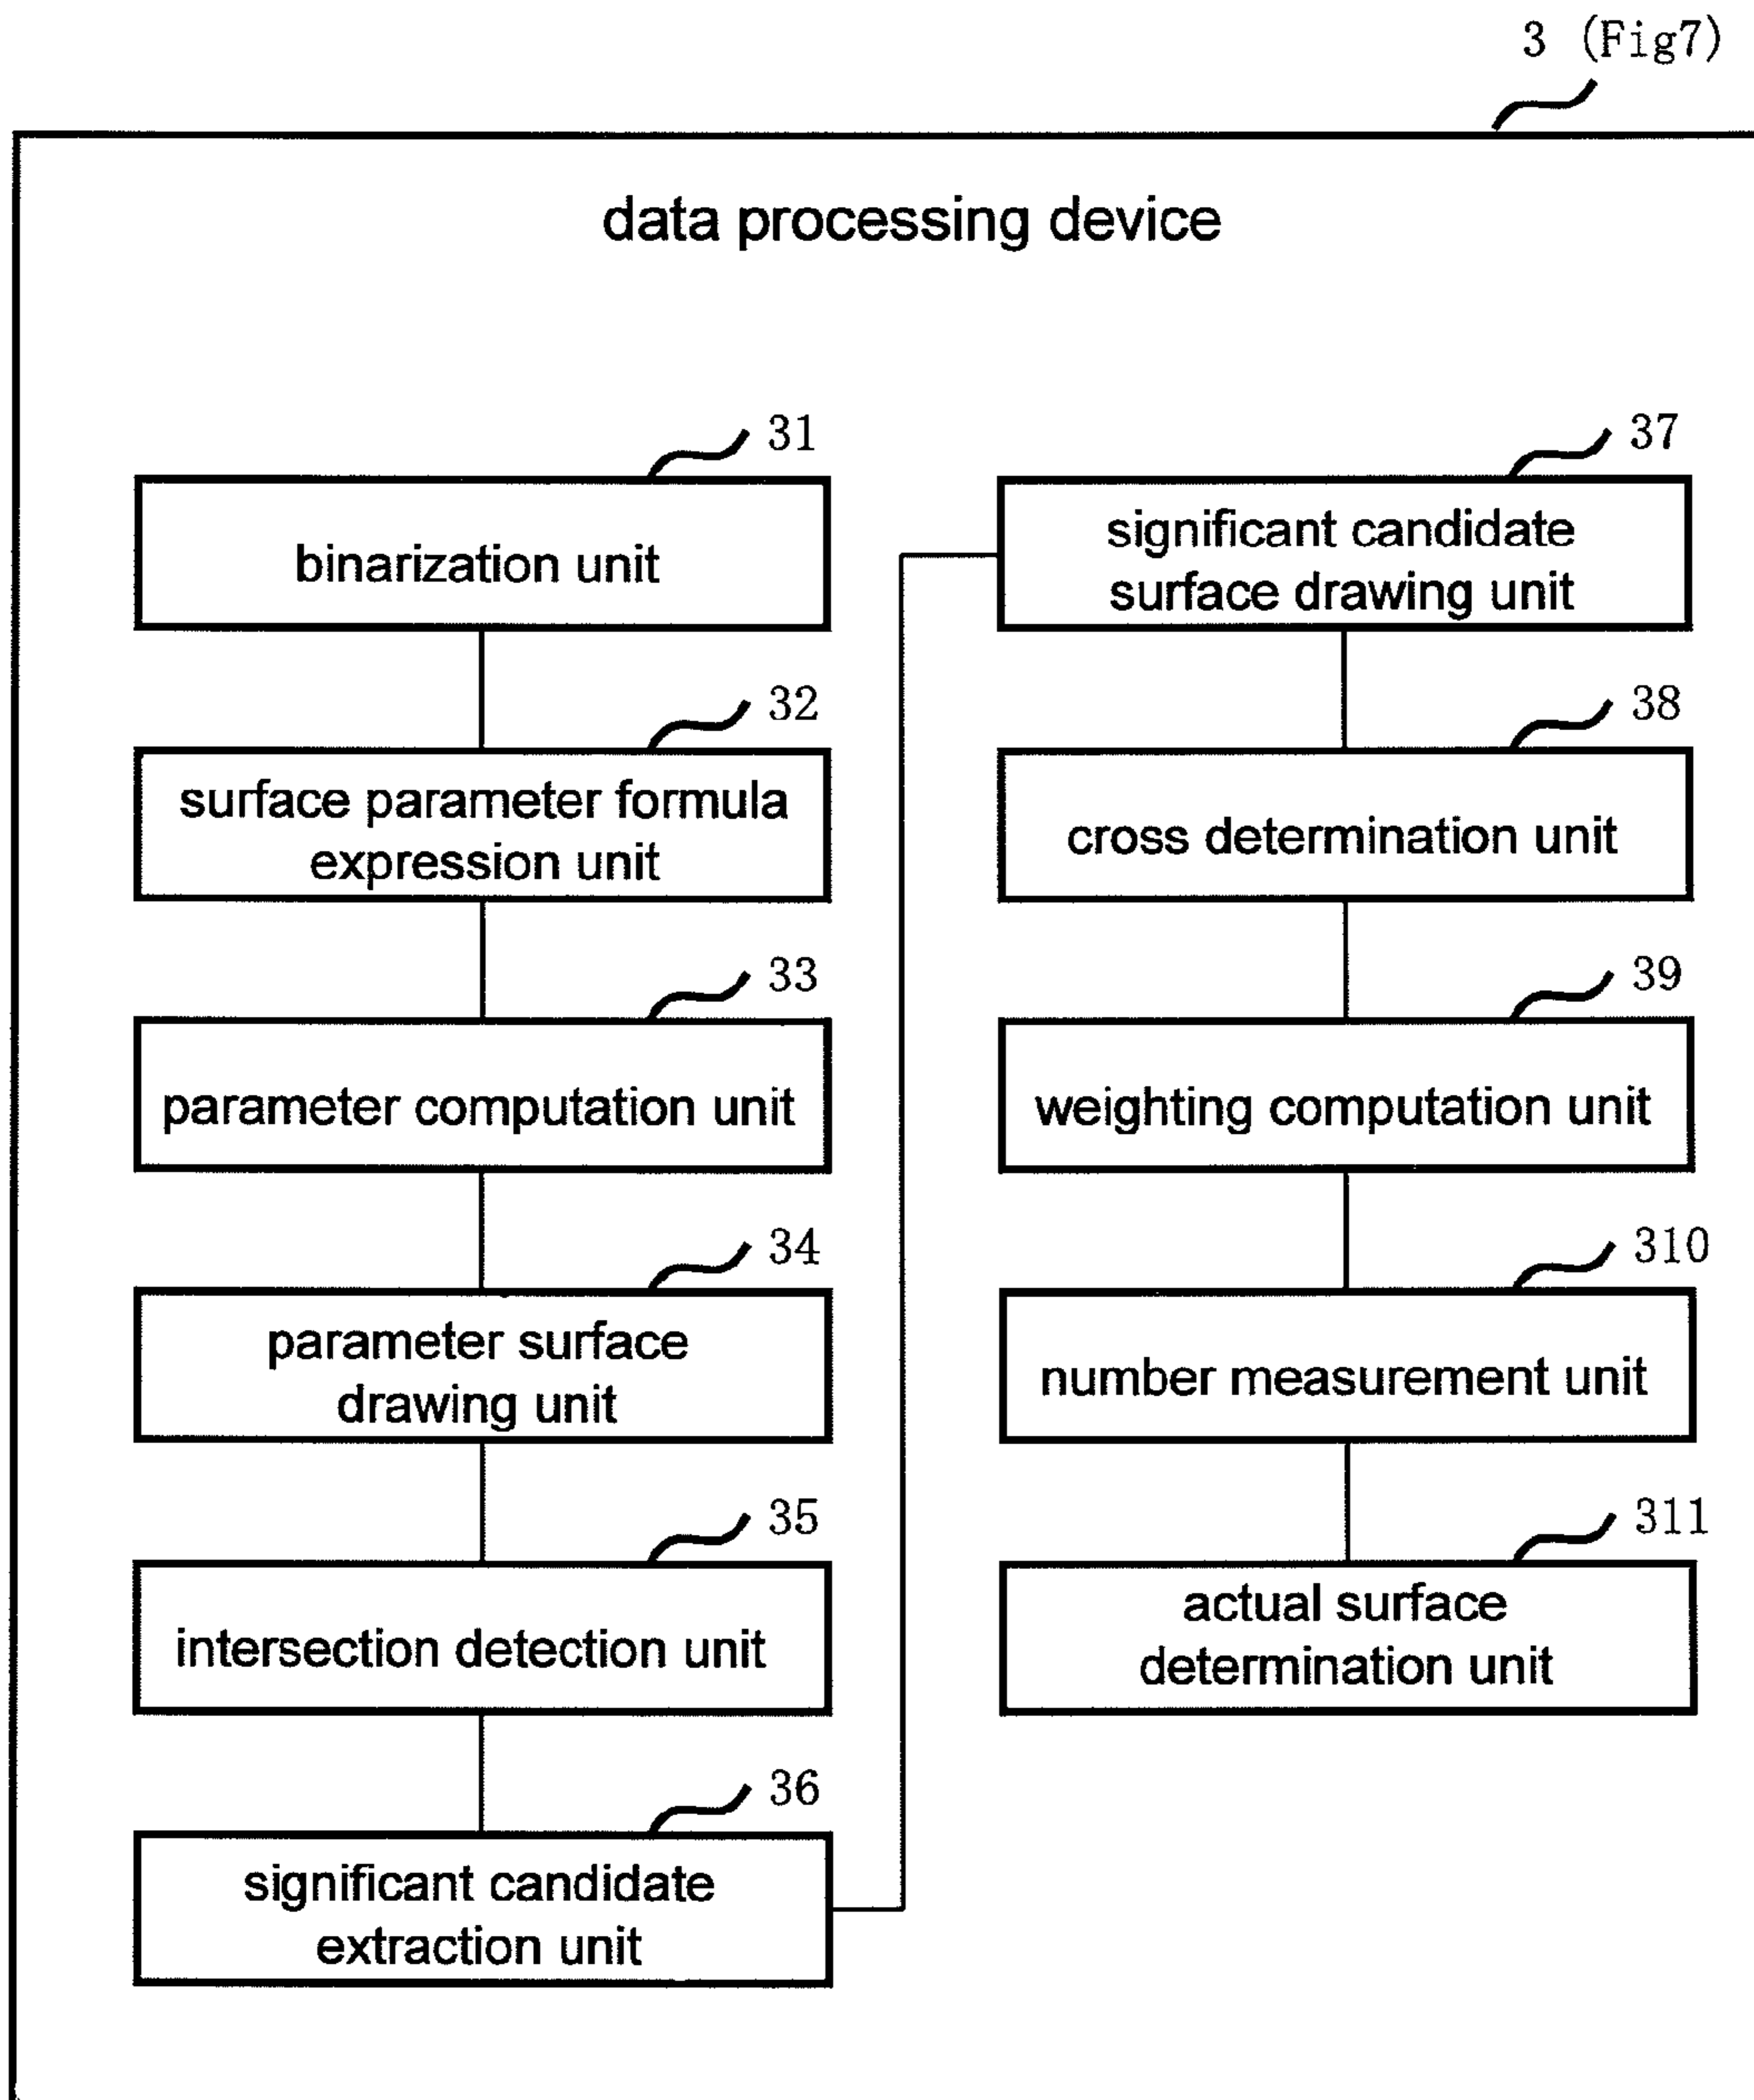 3 (Fig7)
data processing device
31
binarization unit
32
surface parameter formula
expression unit
33
parameter computation unit
34
parameter surface
drawing unit
35
intersection detection unit
36
significant candidate
extraction unit
37
significant candidate
surface drawing unit
38
cross determination unit
39
weighting computation unit
310
number measurement unit
311
actual surface
determination unit